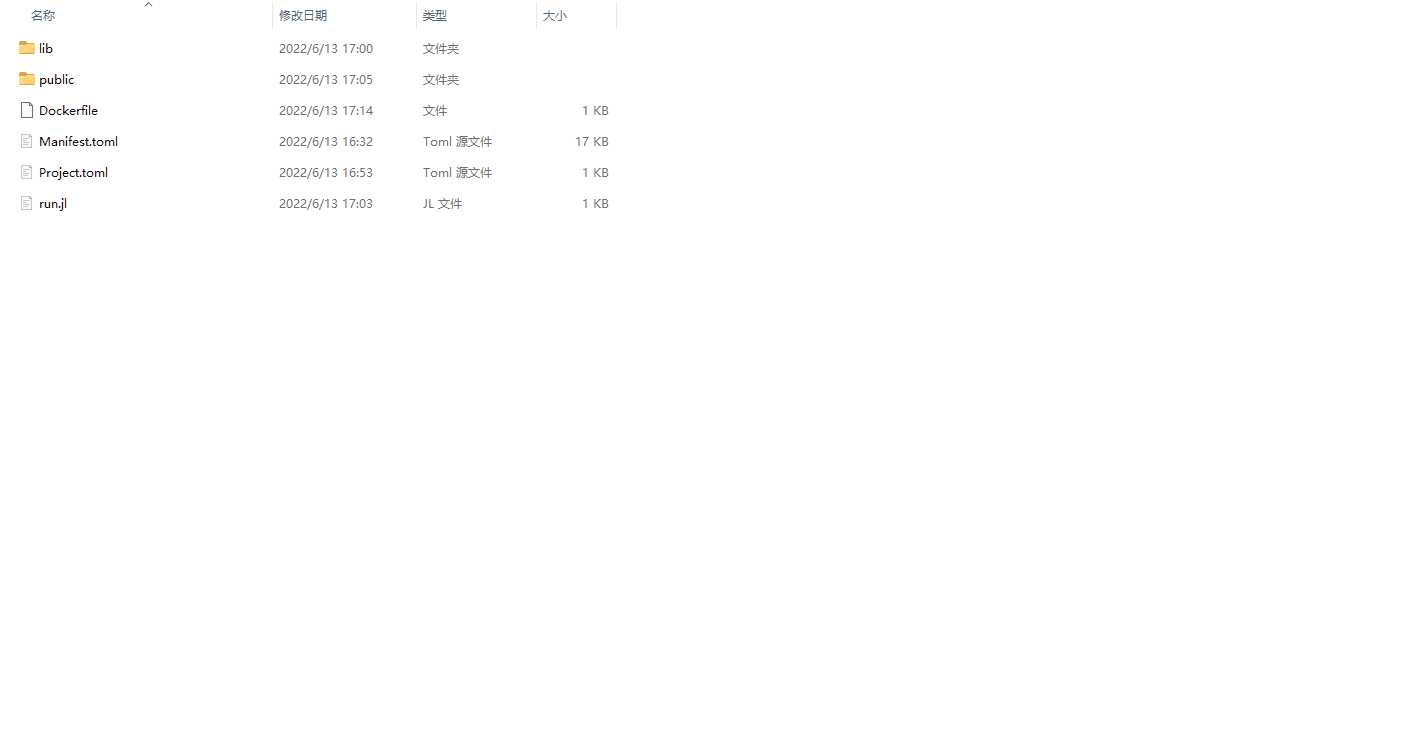 名称 修改日期 类型 大小
lib 2022/6/13 17:00 文件夹
public 2022/6/13 17:05 文件夹
Dockerfile 2022/6/13 17:14 文件 1 KB
Manifest.toml 2022/6/13 16:32 Toml 源文件 17 KB
Project.toml 2022/6/13 16:53 Toml 源文件 1 KB
run.jl 2022/6/13 17:03 JL 文件 1 KB